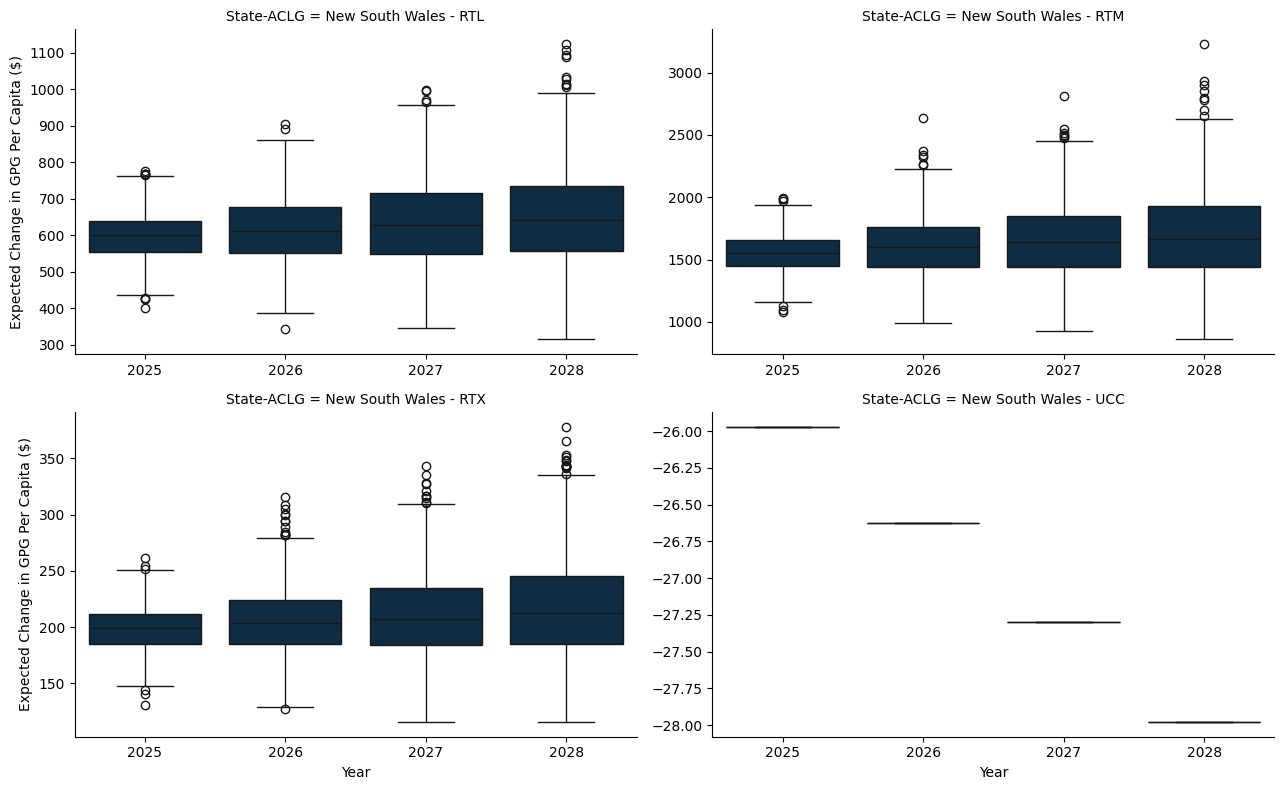 State-ACLG = New South Wales - RTL
Expected Change in GPG Per Capita ($)
1100
1000
900
800
700
600
500
400
300
2025 2026 2027 2028
State-ACLG = New South Wales - RTM
3000
2500
2000
1500
1000
2025 2026 2027 2028
State-ACLG = New South Wales - RTX
Expected Change in GPG Per Capita ($)
350
300
250
200
150
2025 2026 2027 2028
Year
State-ACLG = New South Wales - UCC
−26.00
−26.25
−26.50
−26.75
−27.00
−27.25
−27.50
−27.75
−28.00
2025 2026 2027 2028
Year